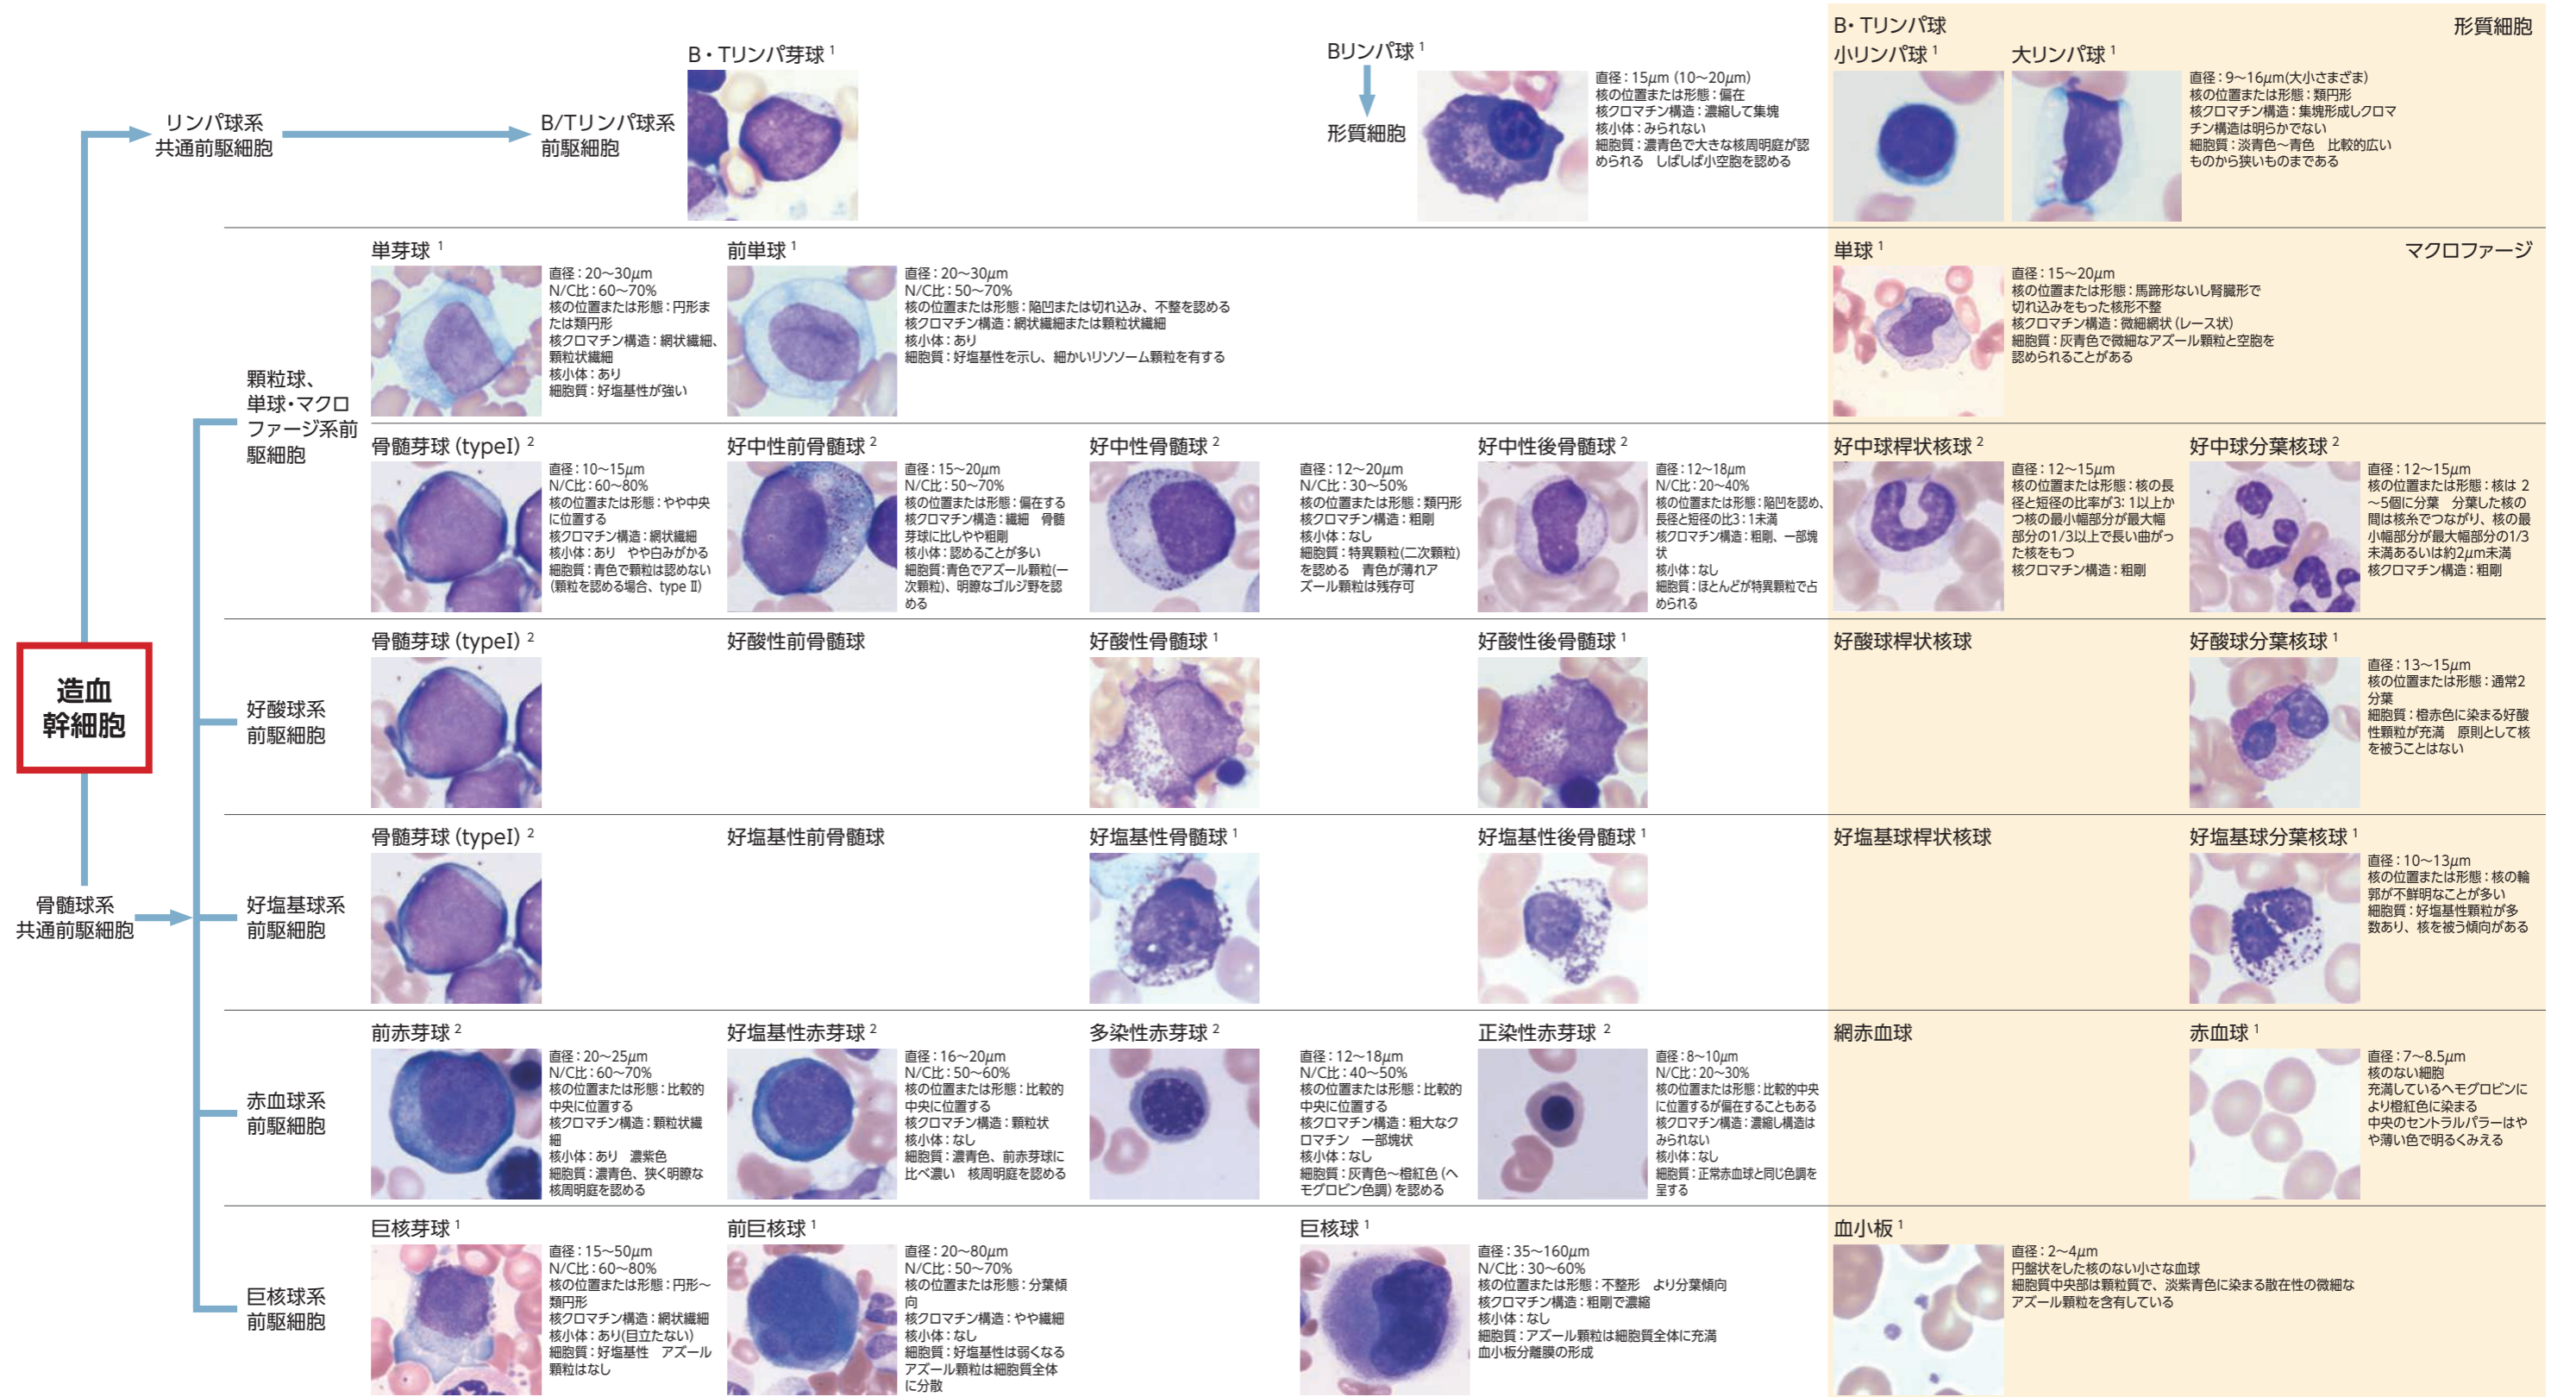 B・Tリンパ芽球 1
リンパ球系
共通前駆細胞
B/Tリンパ球系
前駆細胞
Bリンパ球 1
形質細胞
直径：15μm (10〜20μm)
核の位置または形態：偏在
核クロマチン構造：濃縮して集塊
核小体：みられない
細胞質：濃青色で大きな核周明庭が認
められる　しばしば小空胞を認める
B・Tリンパ球
形質細胞
小リンパ球 1
大リンパ球 1
直径：9〜16μm(大小さまざま)
核の位置または形態：類円形
核クロマチン構造：集塊形成しクロマ
チン構造は明らかでない
細胞質：淡青色〜青色　比較的広い
ものから狭いものまである
造血
幹細胞
骨髄球系
共通前駆細胞
顆粒球、
単球・マクロ
ファージ系前
駆細胞
単芽球 1
直径：20〜30μm
N/C比：60〜70%
核の位置または形態：円形ま
たは類円形
核クロマチン構造：網状繊細、
顆粒状繊細
核小体：あり
細胞質：好塩基性が強い
前単球 1
直径：20〜30μm
N/C比：50〜70%
核の位置または形態：陥凹または切れ込み、不整を認める
核クロマチン構造：網状繊細または顆粒状繊細
核小体：あり
細胞質：好塩基性を示し、細かいリソソーム顆粒を有する
単球 1
マクロファージ
直径：15〜20μm
核の位置または形態：馬蹄形ないし腎臓形で
切れ込みをもった核形不整
核クロマチン構造：微細網状 (レース状)
細胞質：灰青色で微細なアズール顆粒と空胞を
認められることがある
骨髄芽球 (typeI) 2
直径：10〜15μm
N/C比：60〜80%
核の位置または形態：やや中央
に位置する
核クロマチン構造：網状繊細
核小体：あり　やや白みがかる
細胞質：青色で顆粒は認めない
(顆粒を認める場合、type II)
好中性前骨髄球 2
直径：15〜20μm
N/C比：50〜70%
核の位置または形態：偏在する
核クロマチン構造：繊細　骨髄
芽球に比しやや粗剛
核小体：認めることが多い
細胞質：青色でアズール顆粒(一
次顆粒)、明瞭なゴルジ野を認
める
好中性骨髄球 2
直径：12〜20μm
N/C比：30〜50%
核の位置または形態：類円形
核クロマチン構造：粗剛
核小体：なし
細胞質：特異顆粒(二次顆粒)
を認める　青色が薄れア
ズール顆粒は残存可
好中性後骨髄球 2
直径：12〜18μm
N/C比：20〜40%
核の位置または形態：陥凹を認め、
長径と短径の比3：1未満
核クロマチン構造：粗剛、一部塊
状
核小体：なし
細胞質：ほとんどが特異顆粒で占
められる
好中球桿状核球 2
直径：12〜15μm
核の位置または形態：核の長
径と短径の比率が3：1以上か
つ核の最小幅部分が最大幅
部分の1/3以上で長い曲がっ
た核をもつ
核クロマチン構造：粗剛
好中球分葉核球 2
直径：12〜15μm
核の位置または形態：核は 2
〜5個に分葉　分葉した核の
間は核糸でつながり、核の最
小幅部分が最大幅部分の1/3
未満あるいは約2μm未満
核クロマチン構造：粗剛
好酸球系
前駆細胞
骨髄芽球 (typeI) 2
好酸性前骨髄球
好酸性骨髄球 1
好酸性後骨髄球 1
好酸球桿状核球
好酸球分葉核球 1
直径：13〜15μm
核の位置または形態：通常2
分葉
細胞質：橙赤色に染まる好酸
性顆粒が充満　原則として核
を被うことはない
好塩基球系
前駆細胞
骨髄芽球 (typeI) 2
好塩基性前骨髄球
好塩基性骨髄球 1
好塩基性後骨髄球 1
好塩基球桿状核球
好塩基球分葉核球 1
直径：10〜13μm
核の位置または形態：核の輪
郭が不鮮明なことが多い
細胞質：好塩基性顆粒が多
数あり、核を被う傾向がある
赤血球系
前駆細胞
前赤芽球 2
直径：20〜25μm
N/C比：60〜70%
核の位置または形態：比較的
中央に位置する
核クロマチン構造：顆粒状繊
細
核小体：あり　濃紫色
細胞質：濃青色、狭く明瞭な
核周明庭を認める
好塩基性赤芽球 2
直径：16〜20μm
N/C比：50〜60%
核の位置または形態：比較的
中央に位置する
核クロマチン構造：顆粒状
核小体：なし
細胞質：濃青色、前赤芽球に
比べ濃い　核周明庭を認める
多染性赤芽球 2
直径：12〜18μm
N/C比：40〜50%
核の位置または形態：比較的
中央に位置する
核クロマチン構造：粗大なク
ロマチン　一部塊状
核小体：なし
細胞質：灰青色〜橙紅色 (ヘ
モグロビン色調) を認める
正染性赤芽球 2
直径：8〜10μm
N/C比：20〜30%
核の位置または形態：比較的中央
に位置するが偏在することもある
核クロマチン構造：濃縮し構造は
みられない
核小体：なし
細胞質：正常赤血球と同じ色調を
呈する
網赤血球
赤血球 1
直径：7〜8.5μm
核のない細胞
充満しているヘモグロビンに
より橙紅色に染まる
中央のセントラルパラーはや
や薄い色で明るくみえる
巨核球系
前駆細胞
巨核芽球 1
直径：15〜50μm
N/C比：60〜80%
核の位置または形態：円形〜
類円形
核クロマチン構造：網状繊細
核小体：あり(目立たない)
細胞質：好塩基性　アズール
顆粒はなし
前巨核球 1
直径：20〜80μm
N/C比：50〜70%
核の位置または形態：分葉傾
向
核クロマチン構造：やや繊細
核小体：なし
細胞質：好塩基性は弱くなる
アズール顆粒は細胞質全体
に分散
巨核球 1
直径：35〜160μm
N/C比：30〜60%
核の位置または形態：不整形　より分葉傾向
核クロマチン構造：粗剛で濃縮
核小体：なし
細胞質：アズール顆粒は細胞質全体に充満
血小板分離膜の形成
血小板 1
直径：2〜4μm
円盤状をした核のない小さな血球
細胞質中央部は顆粒質で、淡紫青色に染まる散在性の微細な
アズール顆粒を含有している